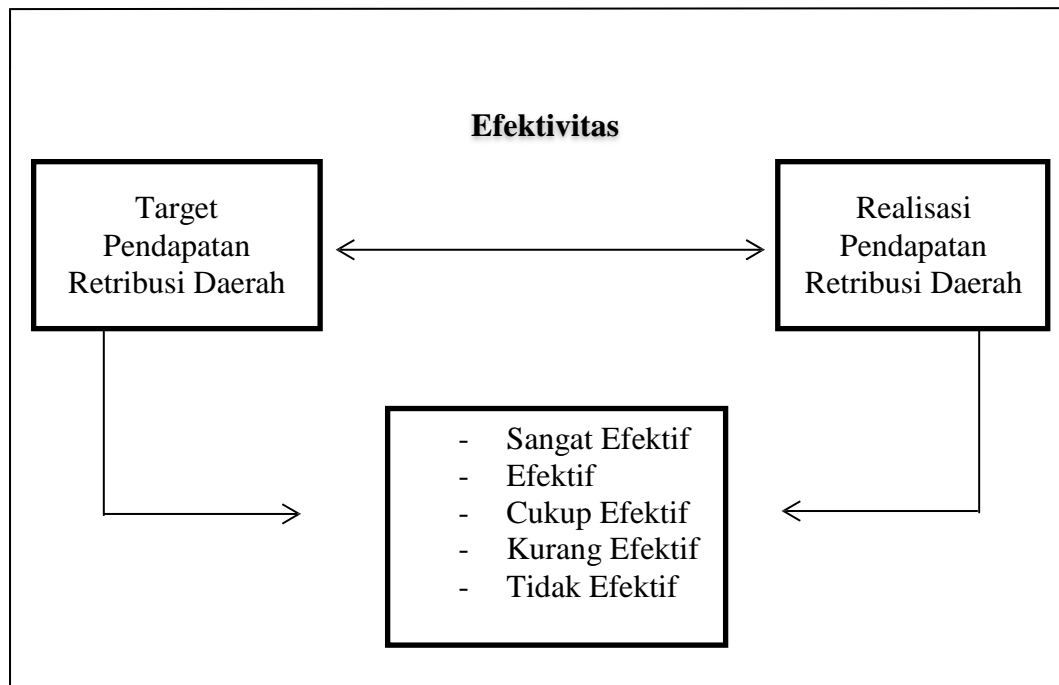 Efektivitas
Target
Pendapatan
Retribusi Daerah
Realisasi
Pendapatan
Retribusi Daerah
- Sangat Efektif
- Efektif
- Cukup Efektif
- Kurang Efektif
- Tidak Efektif